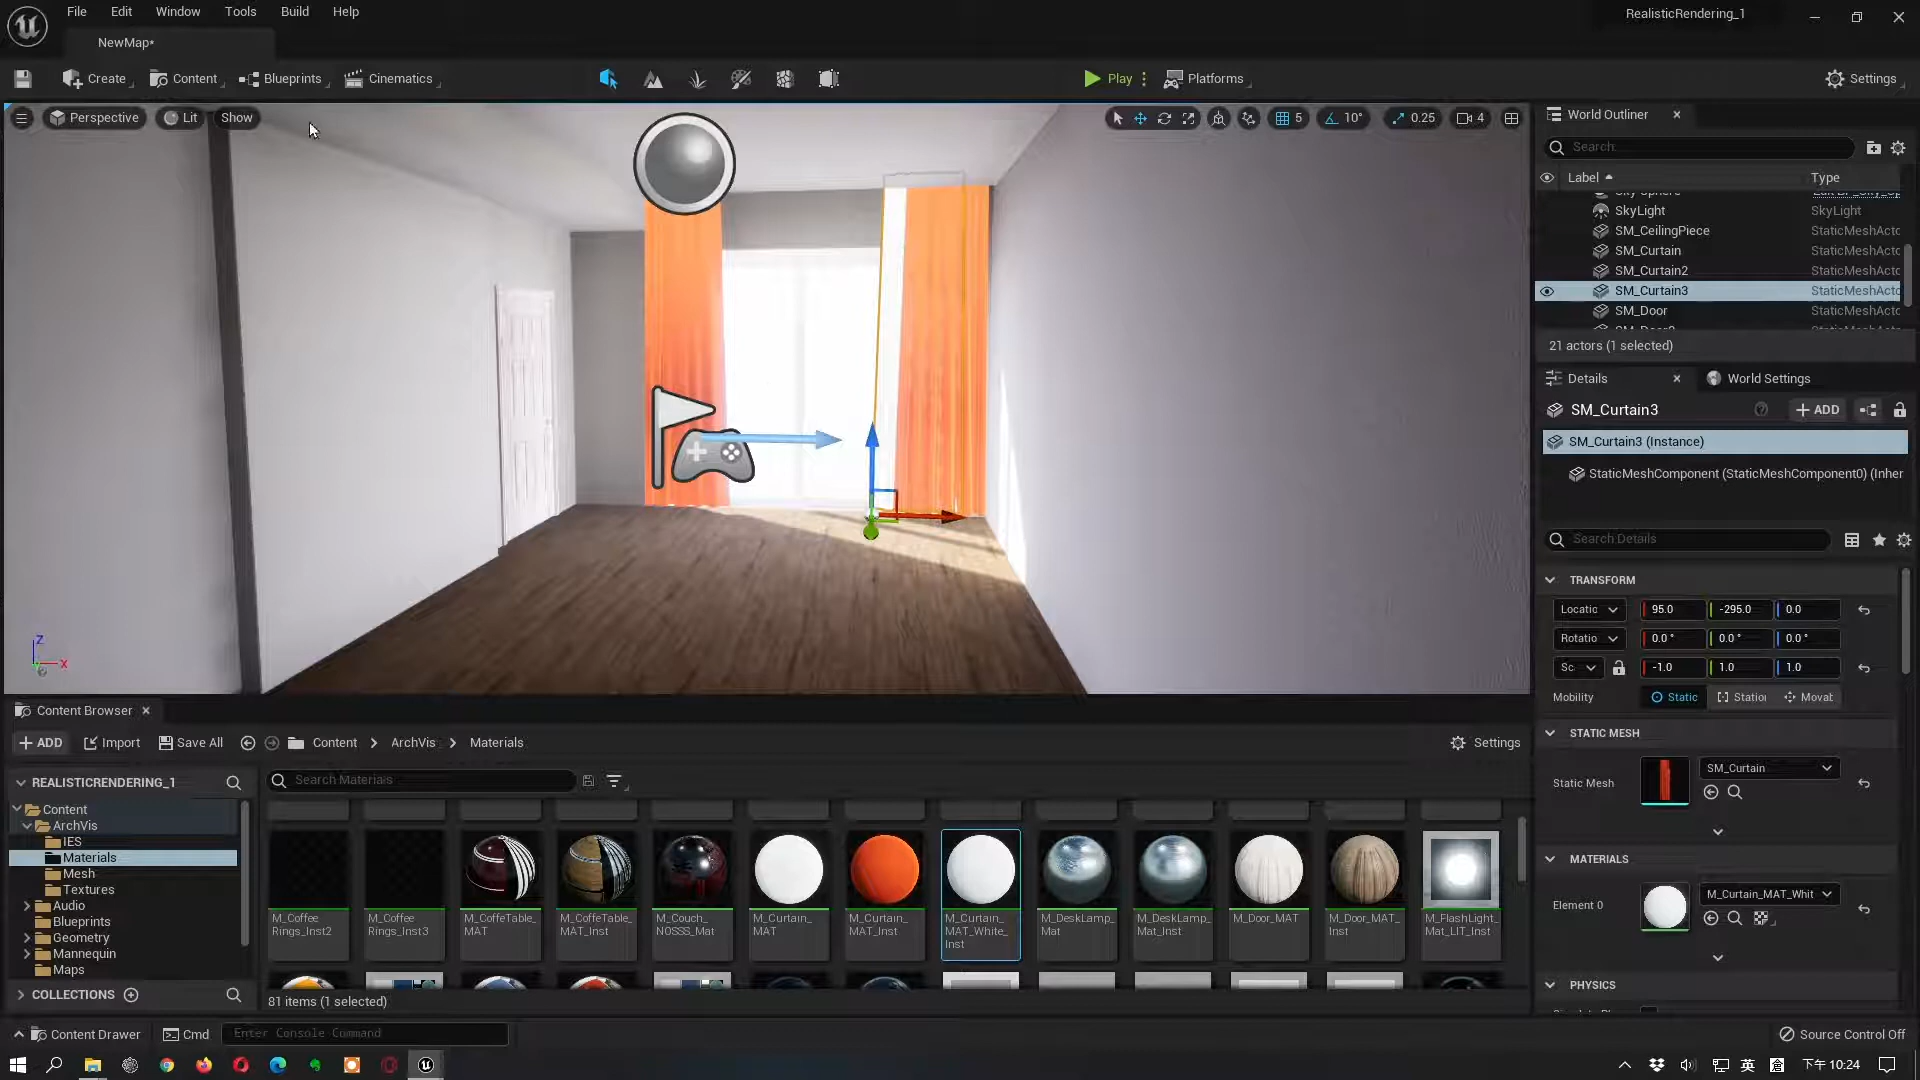 File Edit Window Tools Build Help
RealisticRendering_1
NewMap*
Create Content Blueprints Cinematics Play Platforms Settings
Perspective Lit Show
5 10° 0.25 4
World Outliner
Search
Label Type
SkyLight SkyLight
SM_CeilingPiece StaticMeshActo
SM_Curtain StaticMeshActo
SM_Curtain2 StaticMeshActo
SM_Curtain3 StaticMeshActo
SM_Door StaticMeshActo
21 actors (1 selected)
Details World Settings
SM_Curtain3 ADD
SM_Curtain3 (Instance)
StaticMeshComponent (StaticMeshComponent0) (Inher
Search Details
TRANSFORM
Locatic 95.0 -295.0 0.0
Rotatio 0.0° 0.0° 0.0°
Sc -1.0 1.0 1.0
Mobility Static Station Movat
STATIC MESH
Static Mesh SM_Curtain
MATERIALS
Element 0 M_Curtain_MAT_Whit
PHYSICS
Z
X
Content Browser
ADD Import Save All Content ArchVis Materials Settings
REALISTICRENDERING_1
Search Materials
Content
ArchVis
IES
Materials
Mesh
Textures
Audio
Blueprints
Geometry
Mannequin
Maps
COLLECTIONS
M_Coffee Rings_Inst2
M_Coffee Rings_Inst3
M_CoffeTable_ MAT
M_CoffeTable_ MAT_Inst
M_Couch_ NOSSS_Mat
M_Curtain_ MAT
M_Curtain_ MAT_Inst
M_Curtain_ MAT_White_ Inst
M_DeskLamp_ Mat
M_DeskLamp_ Mat_Inst
M_Door_MAT
M_Door_MAT_ Inst
M_FlashLight_ Mat_LIT_Inst
81 items (1 selected)
Content Drawer Cmd Enter Console Command Source Control Off
英 下午 10:24